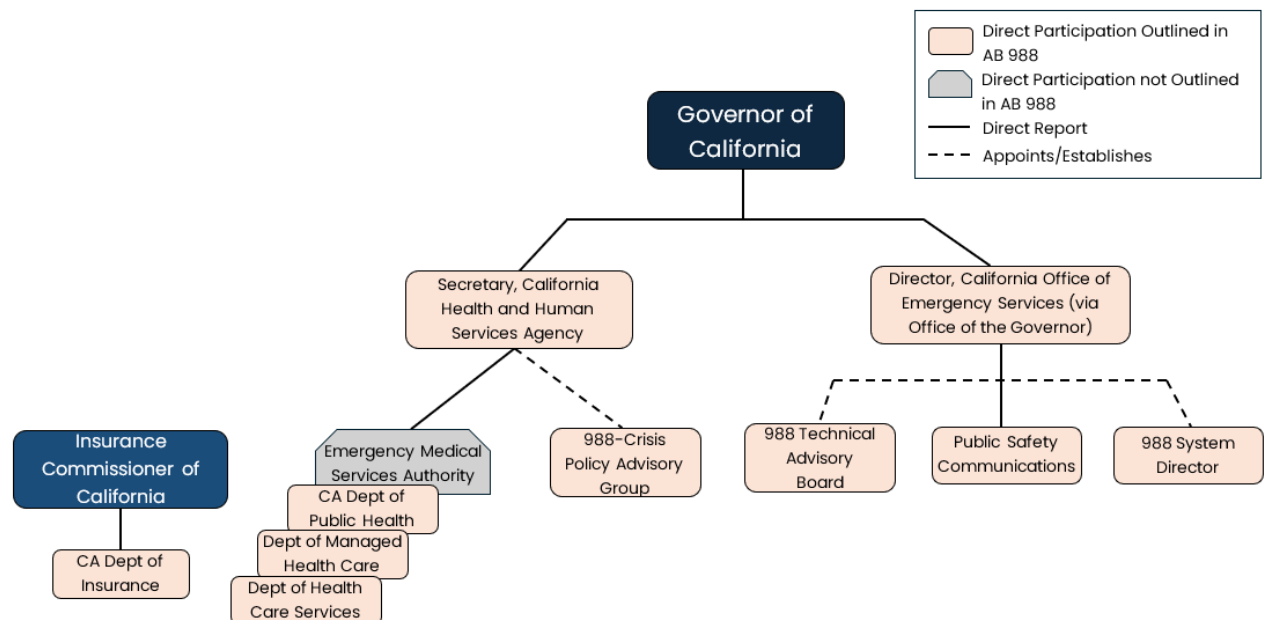 Direct Participation Outlined in
AB 988
Direct Participation not Outlined
in AB 988
Direct Report
Appoints/Establishes
Governor of
California
Secretary, California
Health and Human
Services Agency
Director, California Office of
Emergency Services (via
Office of the Governor)
Insurance
Commissioner of
California
CA Dept of
Insurance
Emergency Medical
Services Authority
CA Dept of
Public Health
Dept of Managed
Health Care
Dept of Health
Care Services
988-Crisis
Policy Advisory
Group
988 Technical
Advisory
Board
Public Safety
Communications
988 System
Director